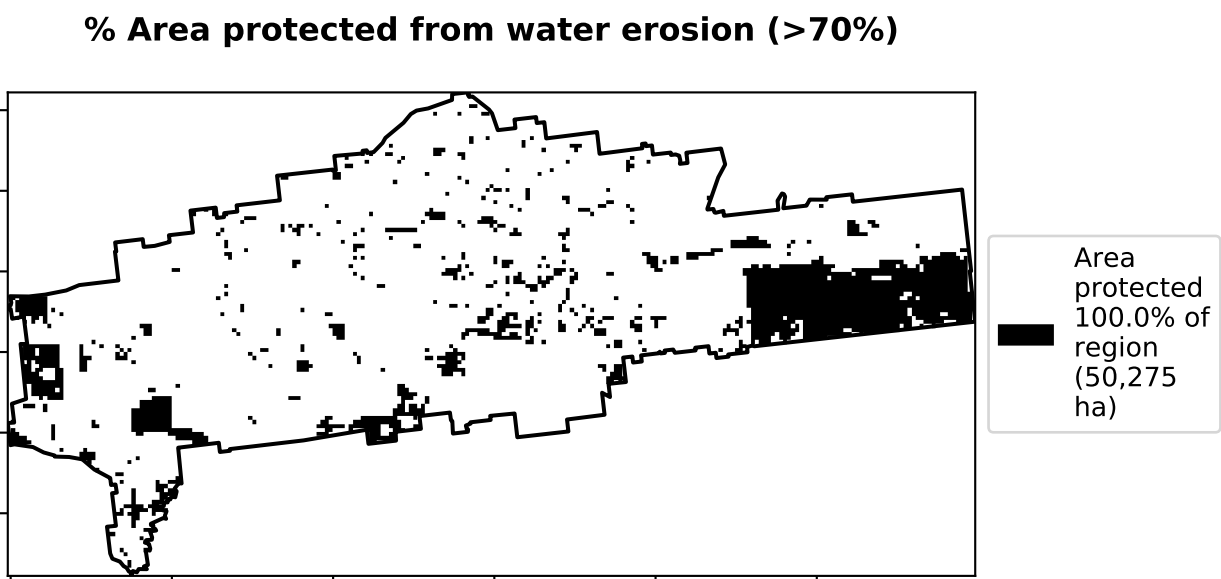 % Area protected from water erosion (>70%)
Area
protected
100.0% of
region
(50,275
ha)